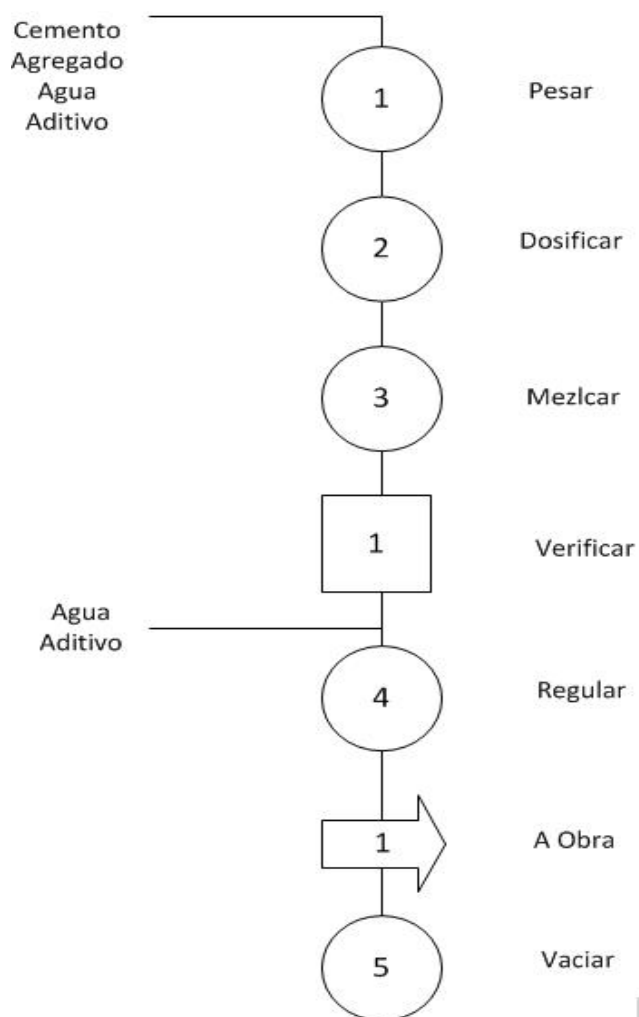 Cemento
Agregado
Agua
Aditivo
1
Pesar
2
Dosificar
3
Mezlcar
1
Verificar
Agua
Aditivo
4
Regular
1
A Obra
5
Vaciar